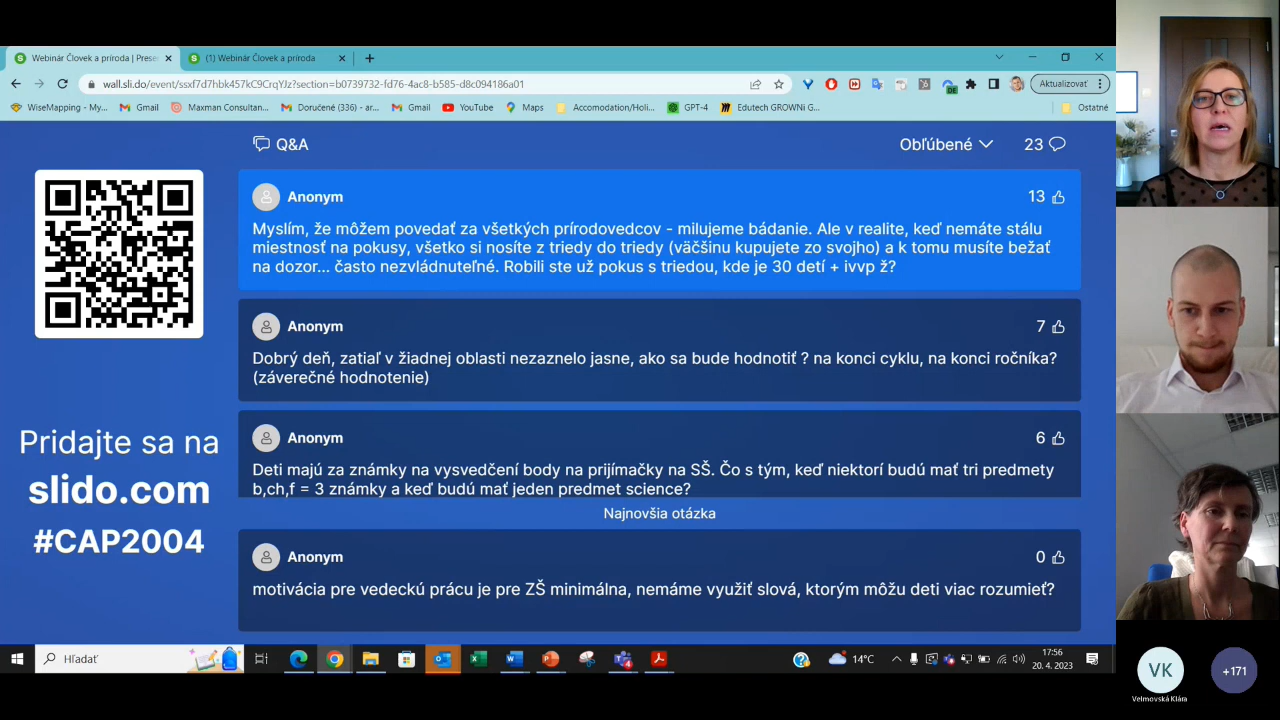 Webinár Človek a príroda | Prese
(1) Webinár Človek a príroda
wall.sli.do/event/ssxf7d7hbk457kC9CrqYJz?section=b0739732-fd76-4ac8-b585-d8c094186a01
Aktualizovať
WiseMapping - My...
Gmail
Maxman Consultan...
Doručené (336) - ar...
Gmail
YouTube
Maps
Accomodation/Holi...
GPT-4
Edutech GROWNi G...
Ostatné
Q&A
Obľúbené
23
Anonym
13
Myslím, že môžem povedať za všetkých prírodovedcov - milujeme bádanie. Ale v realite, keď nemáte stálu
miestnosť na pokusy, všetko si nosíte z triedy do triedy (väčšinu kupujete zo svojho) a k tomu musíte bežať
na dozor... často nezvládnuteľné. Robili ste už pokus s triedou, kde je 30 detí + ivvp ž?
Anonym
7
Dobrý deň, zatiaľ v žiadnej oblasti nezaznelo jasne, ako sa bude hodnotiť ? na konci cyklu, na konci ročníka?
(záverečné hodnotenie)
Anonym
6
Deti majú za známky na vysvedčení body na prijímačky na SŠ. Čo s tým, keď niektorí budú mať tri predmety
b,ch,f = 3 známky a keď budú mať jeden predmet science?
Najnovšia otázka
Anonym
0
motivácia pre vedeckú prácu je pre ZŠ minimálna, nemáme využiť slová, ktorým môžu deti viac rozumieť?
Pridajte sa na
slido.com
#CAP2004
Hľadať
14°C
17:56
20. 4. 2023
VK
Velmovská Klára
+171